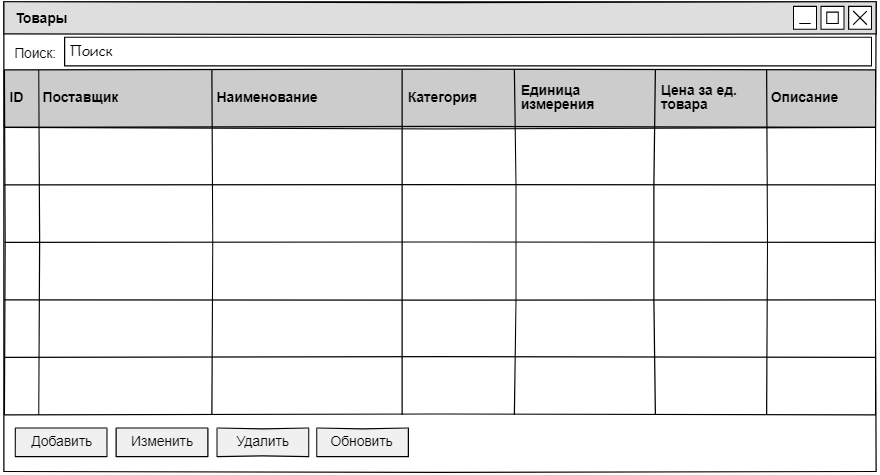 Товары
Поиск: Поиск
ID Поставщик Наименование Категория Единица измерения Цена за ед. товара Описание
Добавить Изменить Удалить Обновить